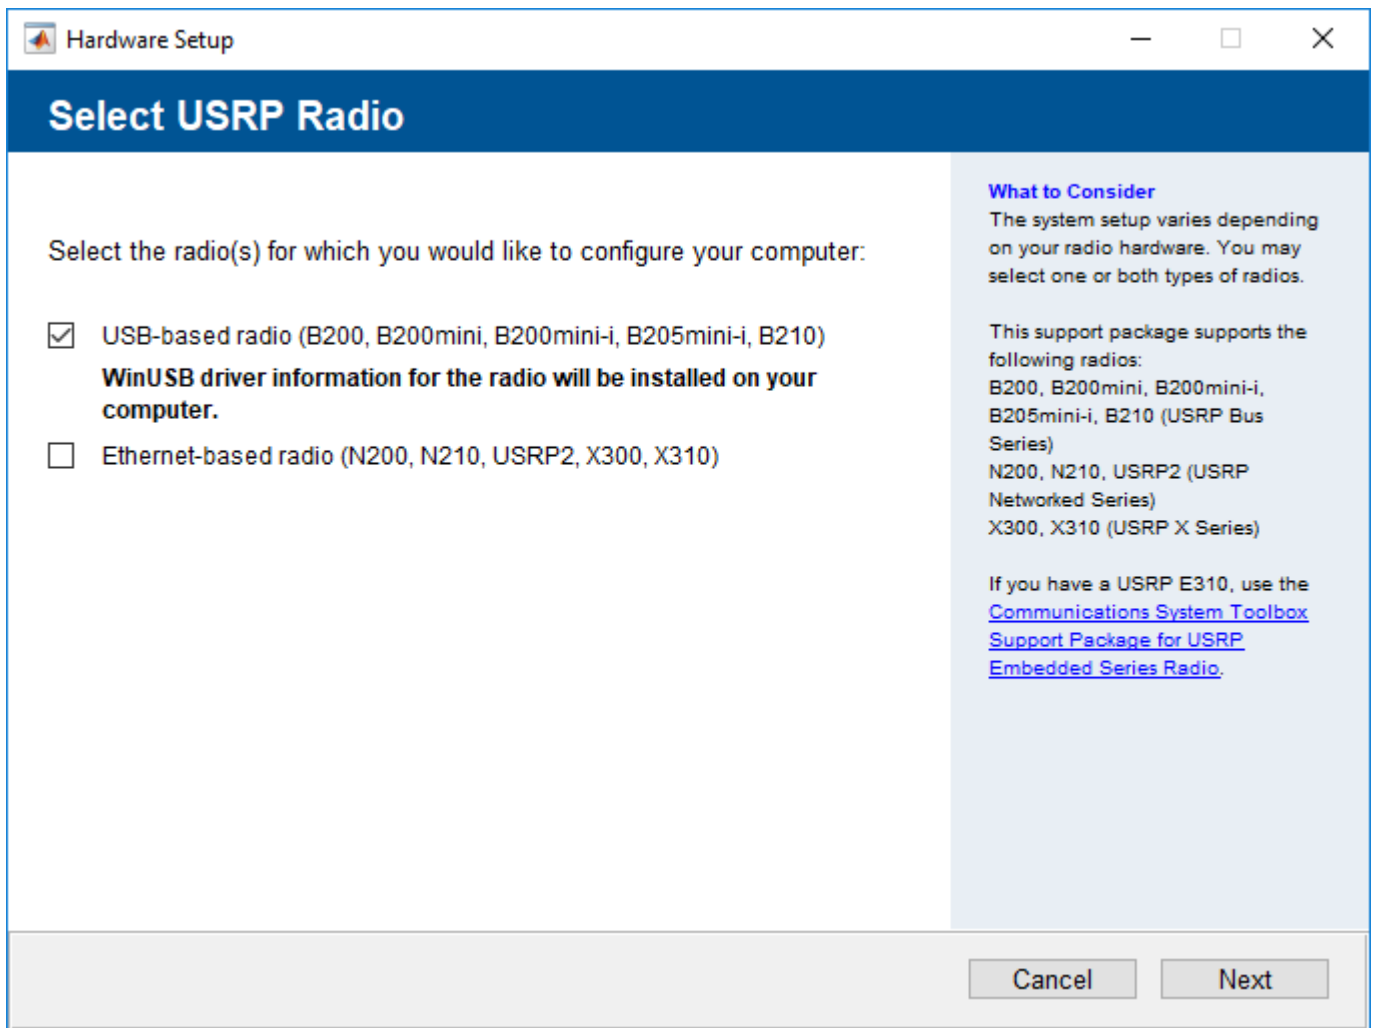 Hardware Setup
Select USRP Radio
Select the radio(s) for which you would like to configure your computer:
USB-based radio (B200, B200mini, B200mini-i, B205mini-i, B210)
WinUSB driver information for the radio will be installed on your
computer.
Ethernet-based radio (N200, N210, USRP2, X300, X310)
What to Consider
The system setup varies depending
on your radio hardware. You may
select one or both types of radios.
This support package supports the
following radios:
B200, B200mini, B200mini-i,
B205mini-i, B210 (USRP Bus
Series)
N200, N210, USRP2 (USRP
Networked Series)
X300, X310 (USRP X Series)
If you have a USRP E310, use the
Communications System Toolbox
Support Package for USRP
Embedded Series Radio.
Cancel
Next